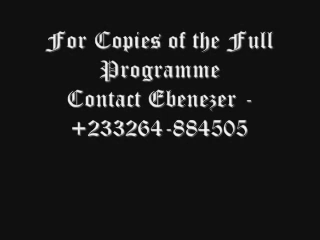 For Copies of the Full
Programme
Contact Ebenezer -
+233264-884505